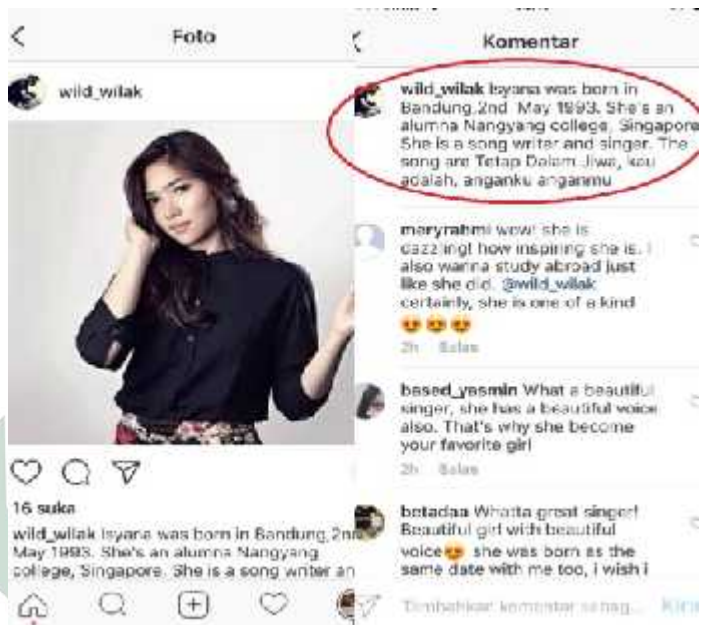 Foto
wild_wilak
16 suka
wild_wilak Isyana was born in Bandung,2nd
May 1993. She's an alumna Nangyang
college, Singapore. She is a song writer an
Komentar
wild_wilak Isyana was born in
Bandung,2nd May 1993. She's an
alumna Nangyang college, Singapore
She is a song writer and singer. The
song are Tetap Dalam Jiwa, kau
adalah, anganku anganmu
meryrahmi wow! she is
dazzling! how inspiring she is. i
also wanna study abroad just
like she did. @wild_wilak
certainly, she is one of a kind
2h Balas
based_yasmin What a beautiful
singer, she has a beautiful voice
also. That's why she become
your favorite girl
2h Balas
betadaa Whatta great singer!
Beautiful girl with beautiful
voice she was born as the
same date with me too, i wish i
Tambahkan komentar sebag... Kirim